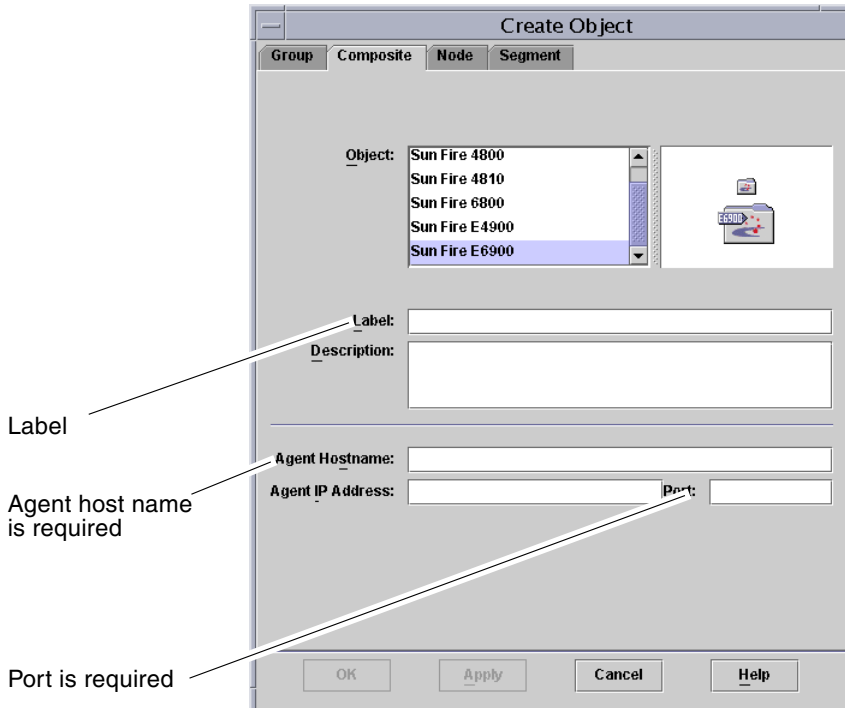 Create Object
Group Composite Node Segment
Object:
Sun Fire 4800
Sun Fire 4810
Sun Fire 6800
Sun Fire E4900
Sun Fire E6900
E6900
Label:
Description:
Label
Agent Hostname:
Agent host name
is required
Agent IP Address:
Port:
Port is required
OK Apply Cancel Help